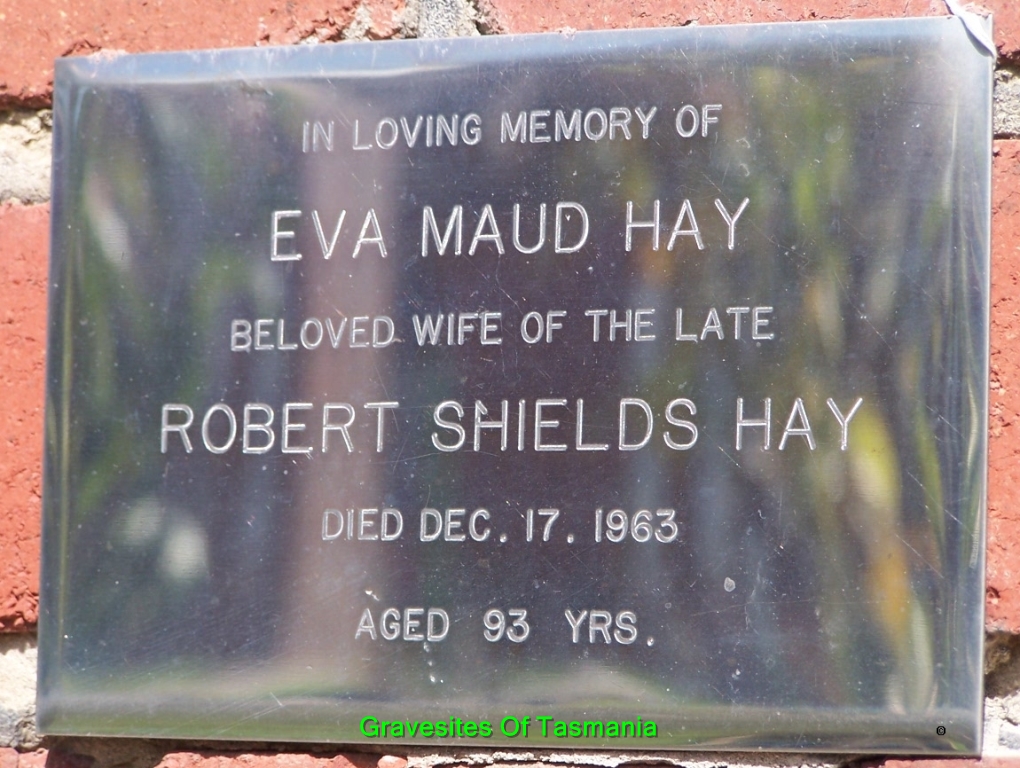 IN LOVING MEMORY OF
EVA MAUD HAY
BELOVED WIFE OF THE LATE
ROBERT SHIELDS HAY
DIED DEC. 17. 1963
AGED 93 YRS.
Gravesites Of Tasmania
©